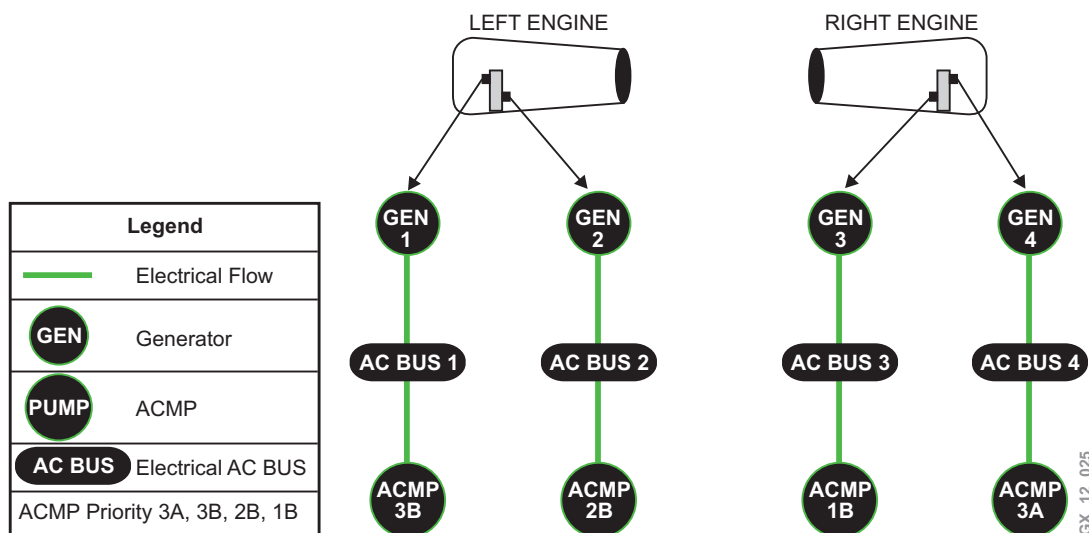 LEFT ENGINE
RIGHT ENGINE
GEN
1
GEN
2
GEN
3
GEN
4
Legend
Electrical Flow
GEN
Generator
PUMP
ACMP
AC BUS
Electrical AC BUS
ACMP Priority 3A, 3B, 2B, 1B
AC BUS 1
AC BUS 2
AC BUS 3
AC BUS 4
ACMP
3B
ACMP
2B
ACMP
1B
ACMP
3A
GX_12_025